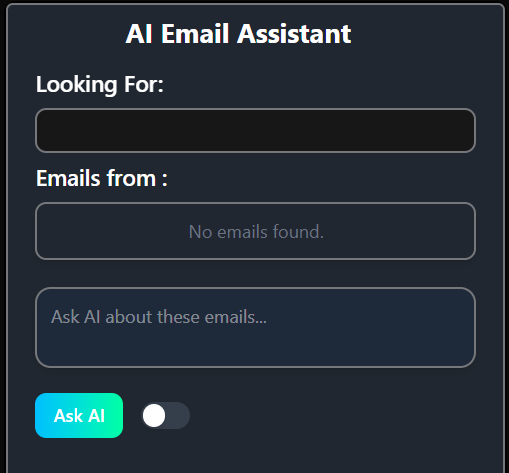 AI Email Assistant
Looking For:
Emails from :
No emails found.
Ask AI about these emails...
Ask AI